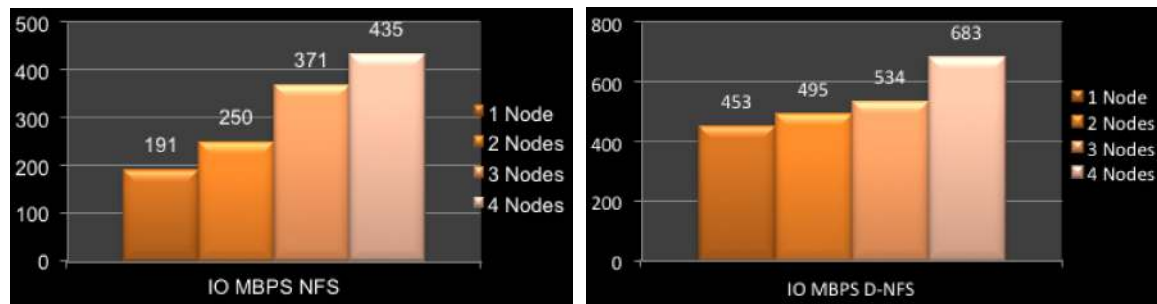 500
400
300
200
100
0
191
250
371
435
1 Node
2 Nodes
3 Nodes
4 Nodes
IO MBPS NFS
800
600
400
200
0
453
495
534
683
1 Node
2 Nodes
3 Nodes
4 Nodes
IO MBPS D-NFS